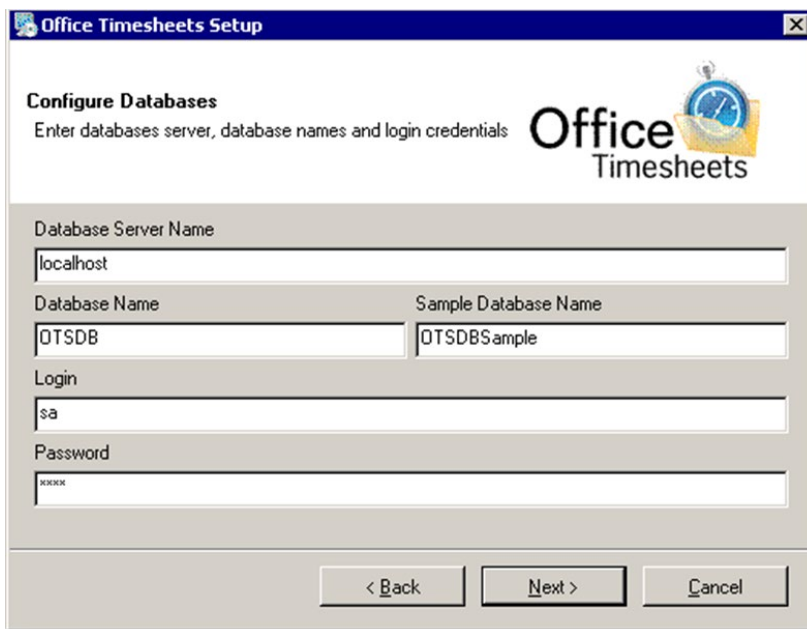 Office Timesheets Setup
Configure Databases
Enter databases server, database names and login credentials
Office
Timesheets
Database Server Name
localhost
Database Name
Sample Database Name
OTSDB
OTSDBSample
Login
sa
Password
****
< Back
Next >
Cancel